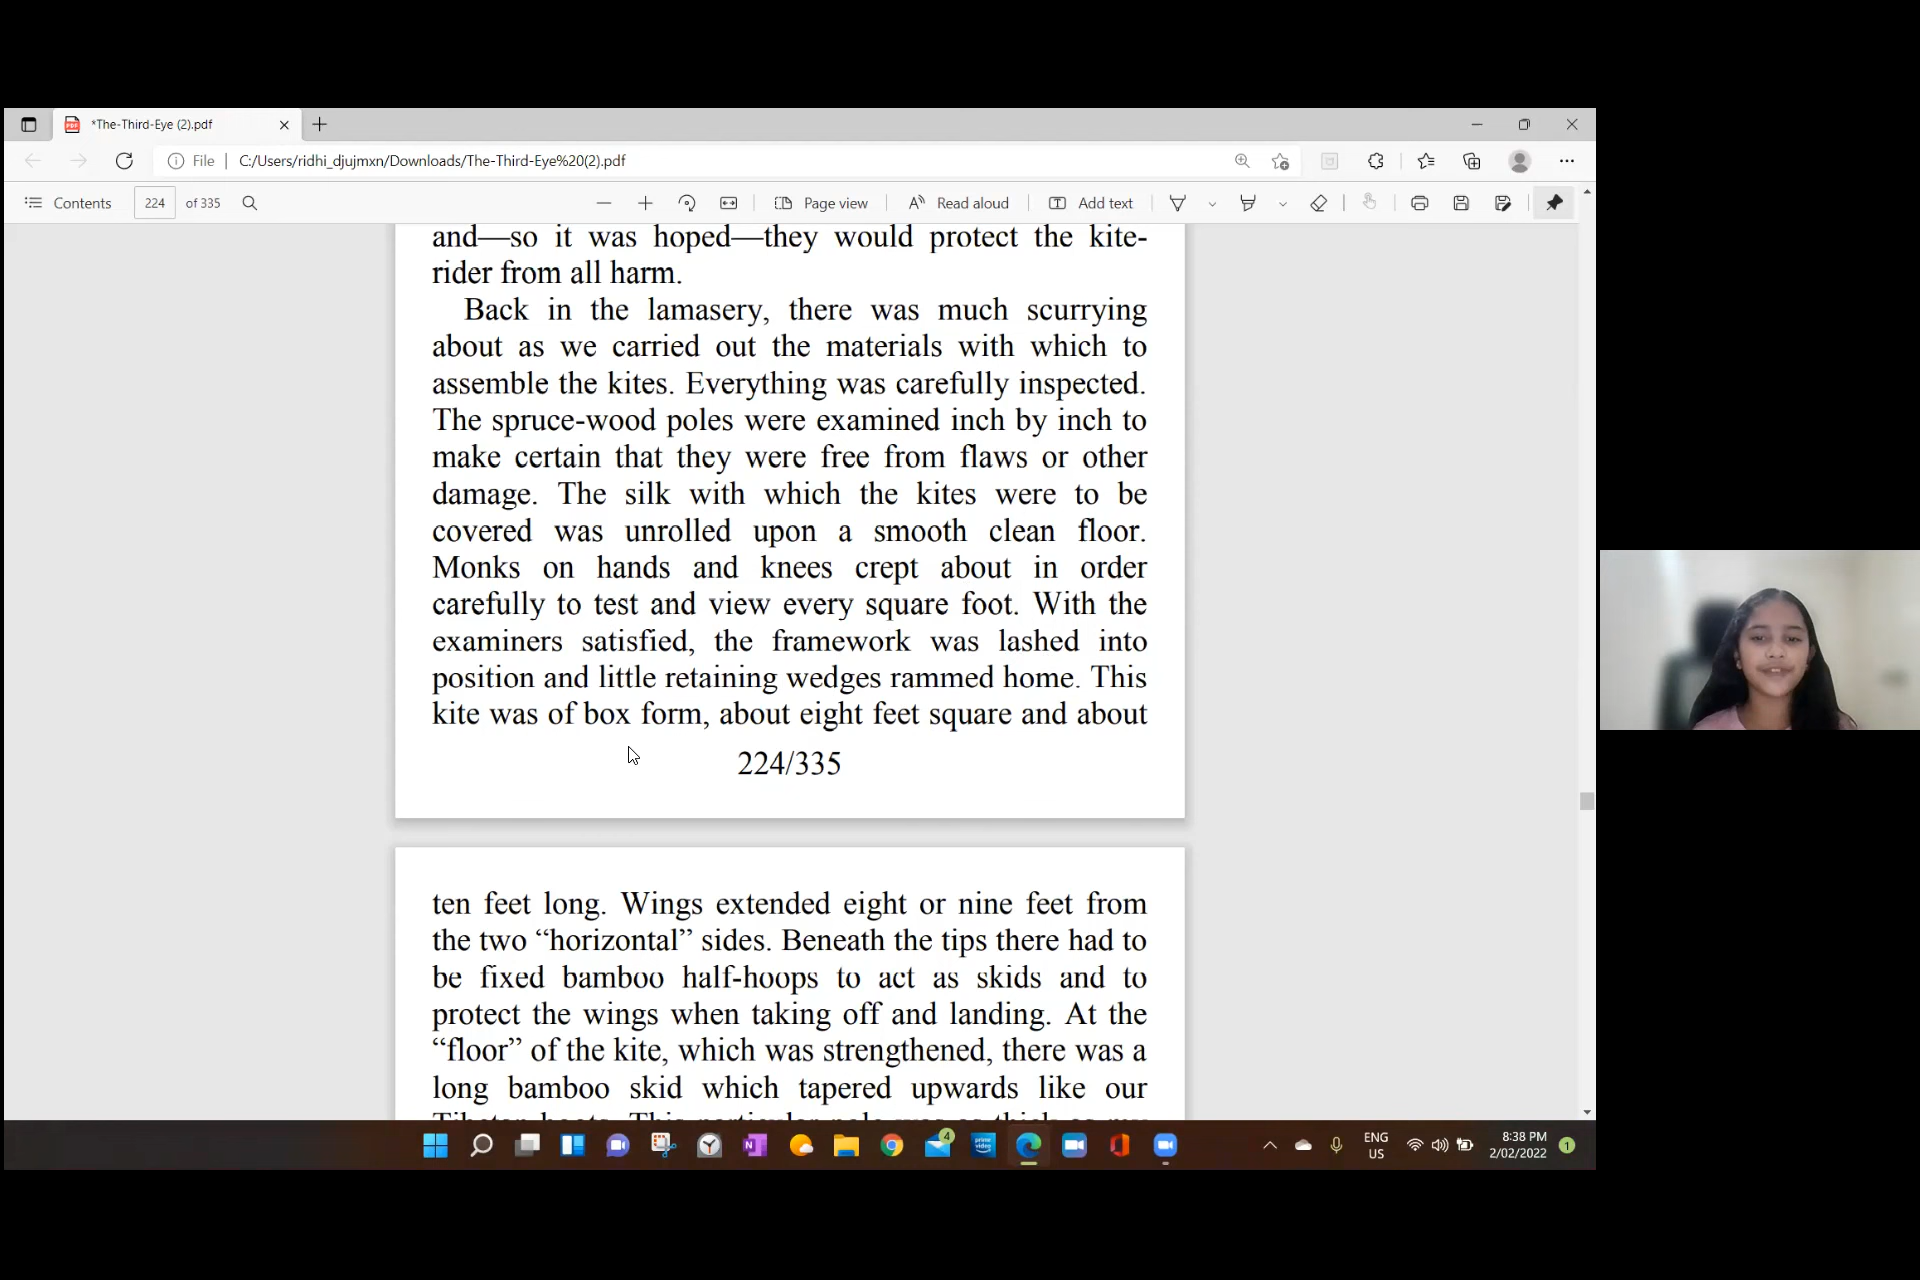 *The-Third-Eye (2).pdf
File
C:/Users/ridhi_djujmxn/Downloads/The-Third-Eye%20(2).pdf
Contents
224
of 335
Page view
Read aloud
Add text
and—so it was hoped—they would protect the kite-
rider from all harm.
Back in the lamasery, there was much scurrying
about as we carried out the materials with which to
assemble the kites. Everything was carefully inspected.
The spruce-wood poles were examined inch by inch to
make certain that they were free from flaws or other
damage. The silk with which the kites were to be
covered was unrolled upon a smooth clean floor.
Monks on hands and knees crept about in order
carefully to test and view every square foot. With the
examiners satisfied, the framework was lashed into
position and little retaining wedges rammed home. This
kite was of box form, about eight feet square and about
224/335
ten feet long. Wings extended eight or nine feet from
the two “horizontal” sides. Beneath the tips there had to
be fixed bamboo half-hoops to act as skids and to
protect the wings when taking off and landing. At the
“floor” of the kite, which was strengthened, there was a
long bamboo skid which tapered upwards like our
4
prime
video
ENG
US
8:38 PM
2/02/2022
1